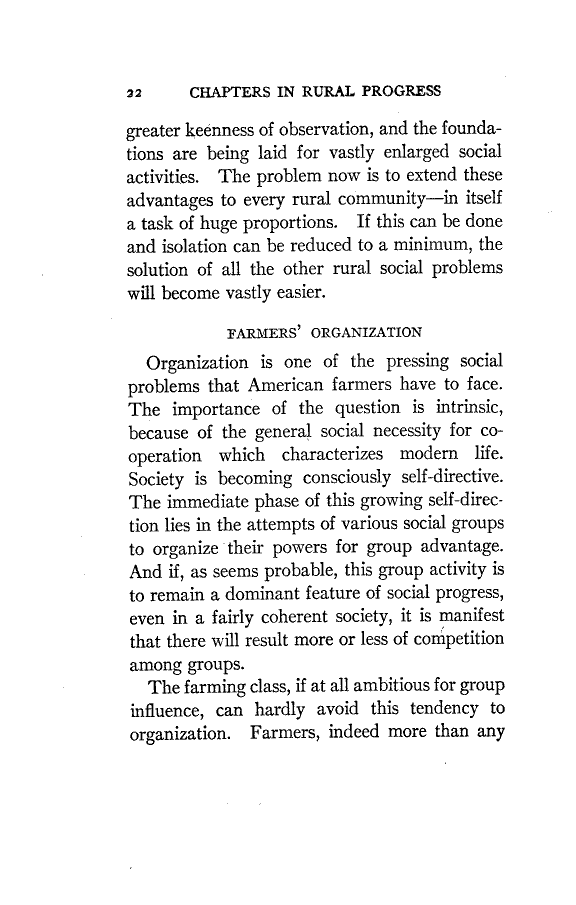 22 CHAPTERS IN RURAL PROGRESS
greater keenness of observation, and the founda-
tions are being laid for vastly enlarged social
activities. The problem now is to extend these
advantages to every rural community—in itself
a task of huge proportions. If this can be done
and isolation can be reduced to a minimum, the
solution of all the other rural social problems
will become vastly easier.
FARMERS' ORGANIZATION
Organization is one of the pressing social
problems that American farmers have to face.
The importance of the question is intrinsic,
because of the general social necessity for co-
operation which characterizes modern life.
Society is becoming consciously self-directive.
The immediate phase of this growing self-direc-
tion lies in the attempts of various social groups
to organize their powers for group advantage.
And if, as seems probable, this group activity is
to remain a dominant feature of social progress,
even in a fairly coherent society, it is manifest
that there will result more or less of competition
among groups.
The farming class, if at all ambitious for group
influence, can hardly avoid this tendency to
organization. Farmers, indeed more than any